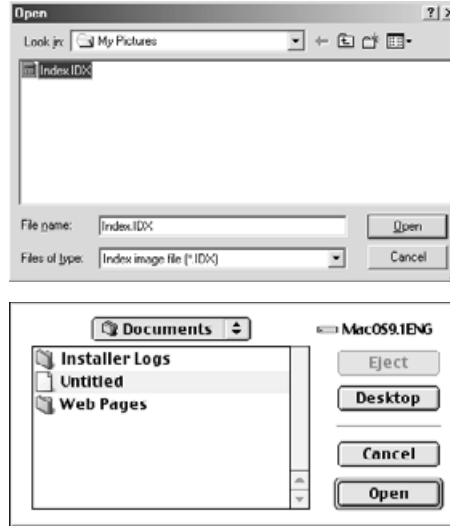 Open
Look in: My Pictures
Index.IDX
File name: Index.IDX Open
Files of type: Index image file (*.IDX) Cancel
Documents MacOS9.1ENG
Installer Logs Eject
Untitled
Web Pages Desktop
Cancel
Open